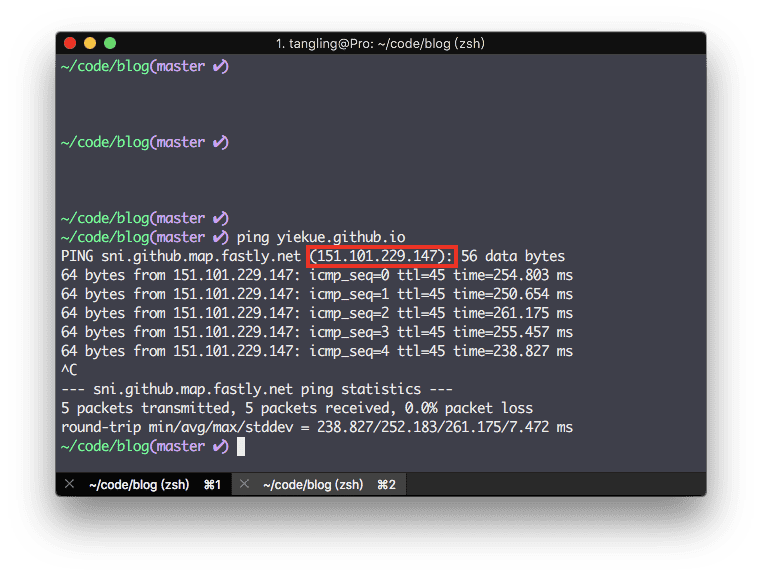 1. tangling@Pro: ~/code/blog (zsh)
~/code/blog(master ✔)
~/code/blog(master ✔)
~/code/blog(master ✔)
~/code/blog(master ✔) ping yiekue.github.io
PING sni.github.map.fastly.net (151.101.229.147): 56 data bytes
64 bytes from 151.101.229.147: icmp_seq=0 ttl=45 time=254.803 ms
64 bytes from 151.101.229.147: icmp_seq=1 ttl=45 time=250.654 ms
64 bytes from 151.101.229.147: icmp_seq=2 ttl=45 time=261.175 ms
64 bytes from 151.101.229.147: icmp_seq=3 ttl=45 time=255.457 ms
64 bytes from 151.101.229.147: icmp_seq=4 ttl=45 time=238.827 ms
^C
--- sni.github.map.fastly.net ping statistics ---
5 packets transmitted, 5 packets received, 0.0% packet loss
round-trip min/avg/max/stddev = 238.827/252.183/261.175/7.472 ms
~/code/blog(master ✔)
~/code/blog (zsh) ⌘1 ~/code/blog (zsh) ⌘2